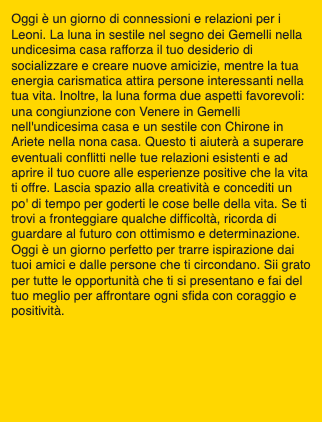 Oggi è un giorno di connessioni e relazioni per i
Leoni. La luna in sestile nel segno dei Gemelli nella
undicesima casa rafforza il tuo desiderio di
socializzare e creare nuove amicizie, mentre la tua
energia carismatica attira persone interessanti nella
tua vita. Inoltre, la luna forma due aspetti favorevoli:
una congiunzione con Venere in Gemelli
nell'undicesima casa e un sestile con Chirone in
Ariete nella nona casa. Questo ti aiuterà a superare
eventuali conflitti nelle tue relazioni esistenti e ad
aprire il tuo cuore alle esperienze positive che la vita
ti offre. Lascia spazio alla creatività e concediti un
po' di tempo per goderti le cose belle della vita. Se ti
trovi a fronteggiare qualche difficoltà, ricorda di
guardare al futuro con ottimismo e determinazione.
Oggi è un giorno perfetto per trarre ispirazione dai
tuoi amici e dalle persone che ti circondano. Sii grato
per tutte le opportunità che ti si presentano e fai del
tuo meglio per affrontare ogni sfida con coraggio e
positività.